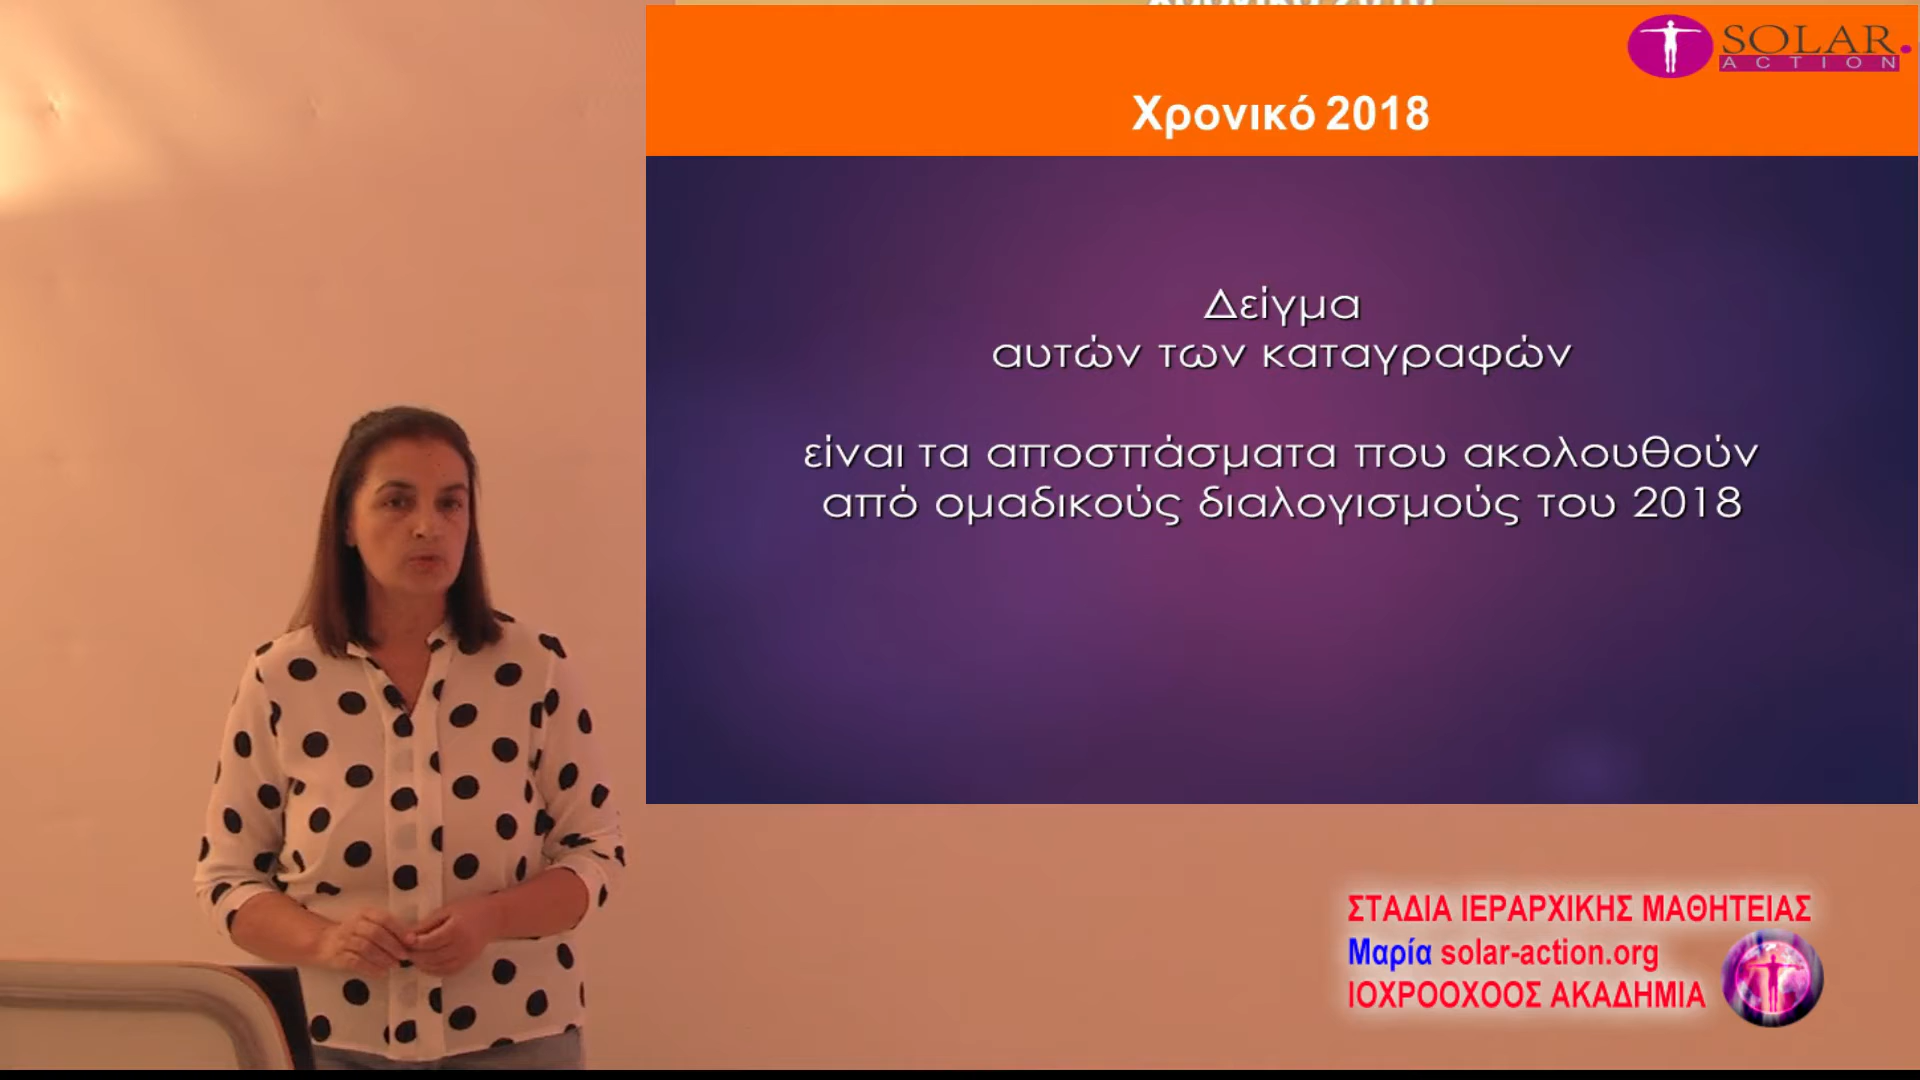 SOLAR.
ACTION
Χρονικό 2018
Δείγμα
αυτών των καταγραφών
είναι τα αποσπάσματα που ακολουθούν
από ομαδικούς διαλογισμούς του 2018
ΣΤΑΔΙΑ ΙΕΡΑΡΧΙΚΗΣ ΜΑΘΗΤΕΙΑΣ
Μαρία solar-action.org
ΙΟΧΡΟΟΧΟΟΣ ΑΚΑΔΗΜΙΑ